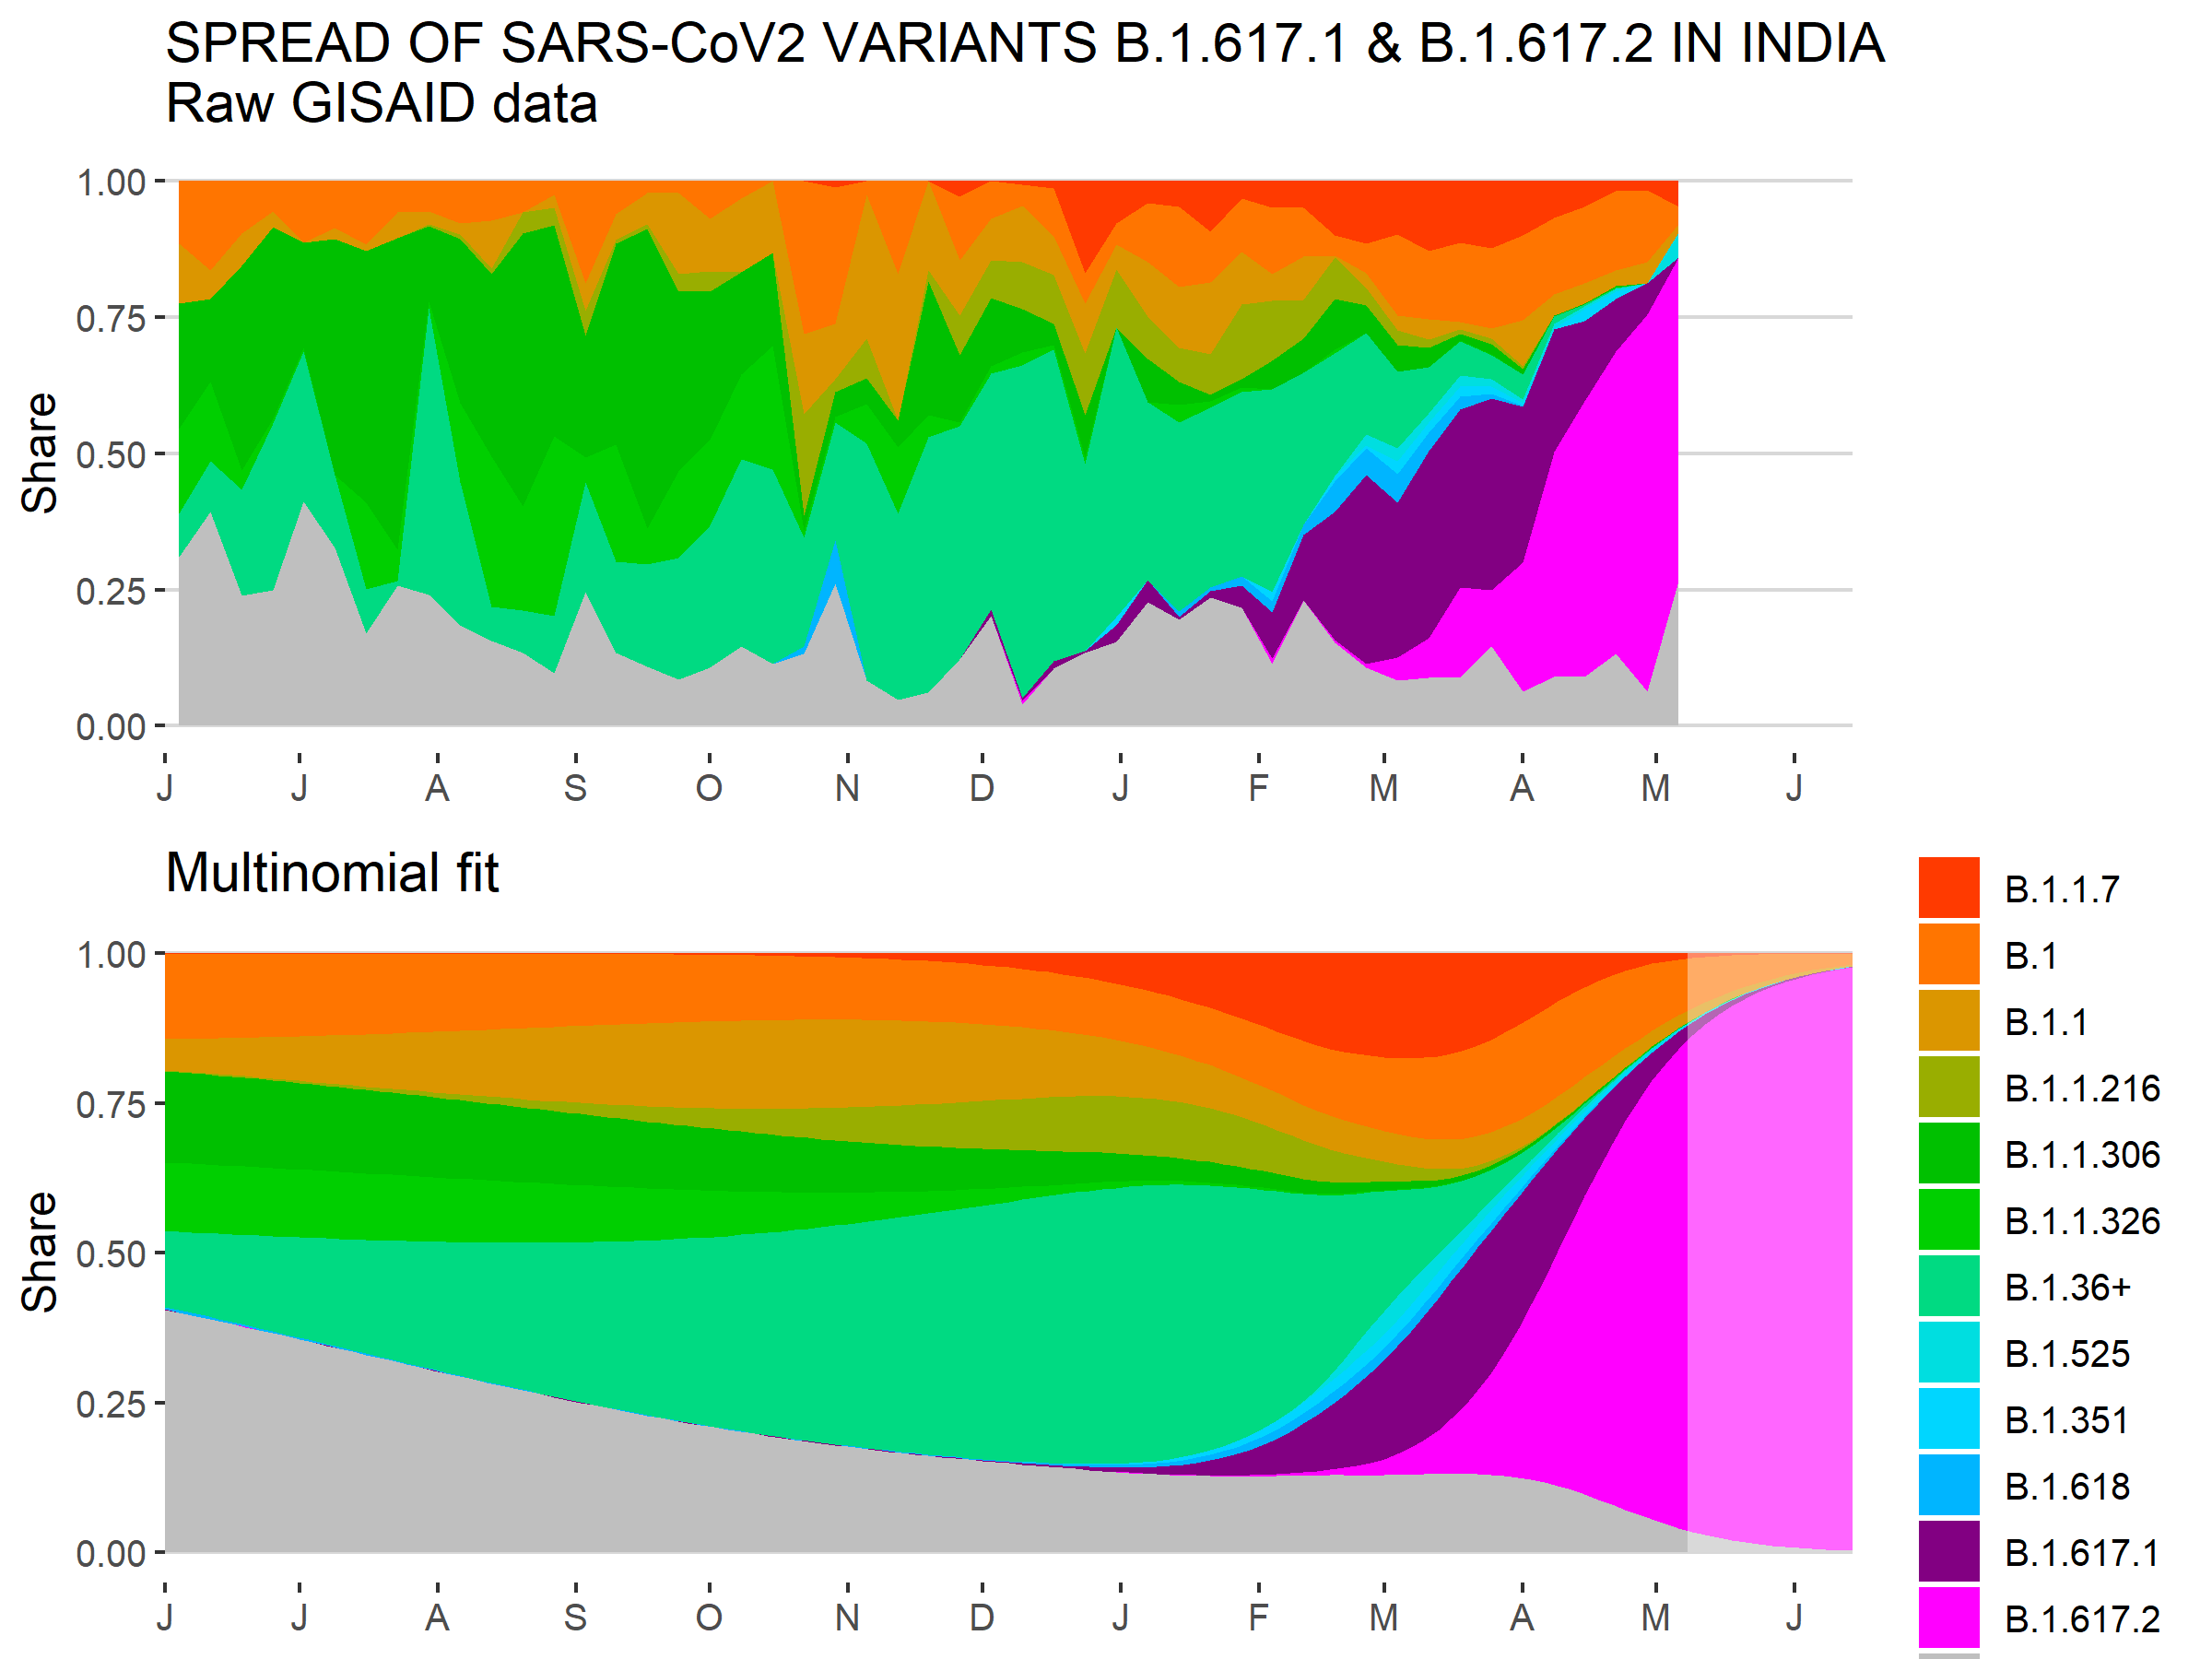 SPREAD OF SARS-CoV2 VARIANTS B.1.617.1 & B.1.617.2 IN INDIA
Raw GISAID data
1.00
0.75
0.50
0.25
0.00
Share
J J A S O N D J F M A M J
Multinomial fit
1.00
0.75
0.50
0.25
0.00
Share
J J A S O N D J F M A M J
B.1.1.7
B.1
B.1.1
B.1.1.216
B.1.1.306
B.1.1.326
B.1.36+
B.1.525
B.1.351
B.1.618
B.1.617.1
B.1.617.2